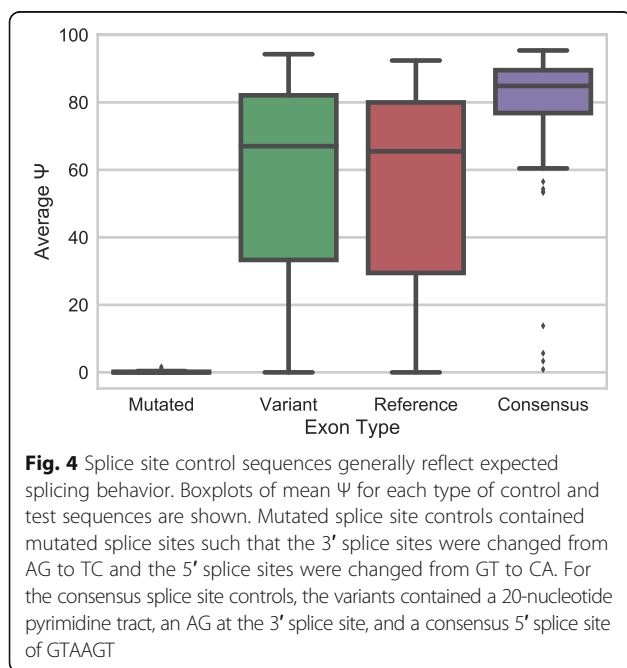 100
80
60
40
20
0
Average Ψ
Mutated Variant Reference Consensus
Exon Type
Fig. 4 Splice site control sequences generally reflect expected
splicing behavior. Boxplots of mean Ψ for each type of control and
test sequences are shown. Mutated splice site controls contained
mutated splice sites such that the 3′ splice sites were changed from
AG to TC and the 5′ splice sites were changed from GT to CA. For
the consensus splice site controls, the variants contained a 20-nucleotide
pyrimidine tract, an AG at the 3′ splice site, and a consensus 5′ splice site
of GTAAGT